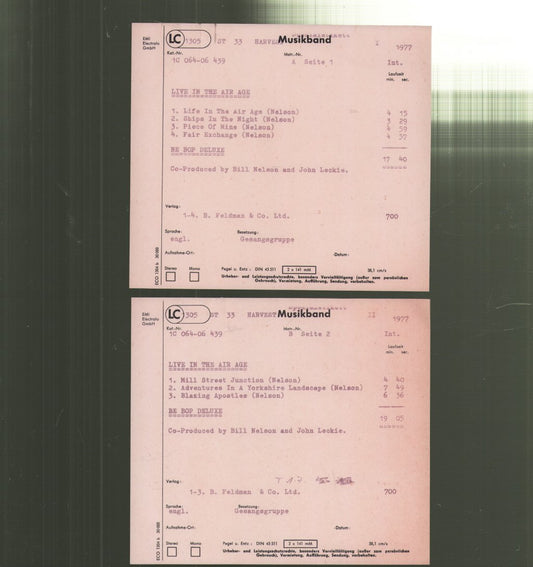 EMI
Electrola
GmbH
LC 1305 ST 33 HARVEST Musikband I 1977
Kat.-Nr. Matr.-Nr.
1C 064-06 439 A Seite 1 Int.
Laufzeit
min. sec.
LIVE IN THE AIR AGE
1. Life In The Air Age (Nelson) 4 15
2. Ships In The Night (Nelson) 3 29
3. Piece Of Mine (Nelson) 4 59
4. Fair Exchange (Nelson) 4 57
BE BOP DELUXE 17 40
Co-Produced by Bill Nelson and John Leckie.
Verlag:
1-4. B. Feldman & Co. Ltd. 700
Sprache: Besetzung:
engl. Gesangsgruppe
Aufnahme-Ort: Datum:
Stereo Mono Pegel u. Entz.: DIN 45 511 2 x 141 mM 38,1 cm/s
Urheber- und Leistungsschutzrechte, besonders Vervielfältigung (außer zum persönlichen
Gebrauch), Vermietung, Aufführung, Sendung, vorbehalten.
EMI
Electrola
GmbH
LC 1305 ST 33 HARVEST Musikband II 1977
Kat.-Nr. Matr.-Nr.
1C 064-06 439 B Seite 2 Int.
Laufzeit
min. sec.
LIVE IN THE AIR AGE
1. Mill Street Junction (Nelson) 4 40
2. Adventures In A Yorkshire Landscape (Nelson) 7 49
3. Blazing Apostles (Nelson) 6 36
BE BOP DELUXE 19 05
Co-Produced by Bill Nelson and John Leckie.
Verlag:
1-3. B. Feldman & Co. Ltd. 700
Sprache: Besetzung:
engl. Gesangsgruppe
Aufnahme-Ort: Datum:
Stereo Mono Pegel u. Entz.: DIN 45 511 2 x 141 mM 38,1 cm/s
Urheber- und Leistungsschutzrechte, besonders Vervielfältigung (außer zum persönlichen
Gebrauch), Vermietung, Aufführung, Sendung, vorbehalten.